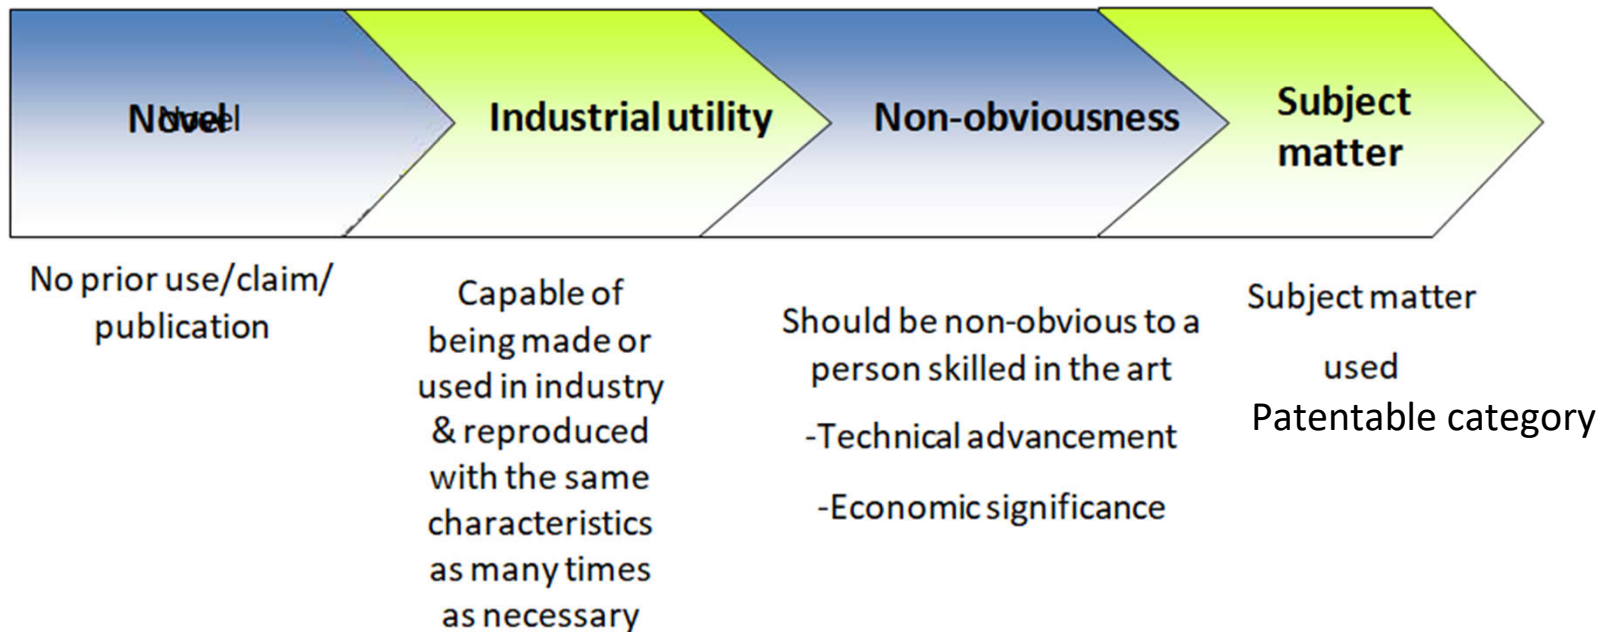 Novel
Novel
Industrial utility
Non-obviousness
Subject
matter
No prior use/claim/
publication
Capable of
being made or
used in industry
& reproduced
with the same
characteristics
as many times
as necessary
Should be non-obvious to a
person skilled in the art
-Technical advancement
-Economic significance
Subject matter
used
Patentable category